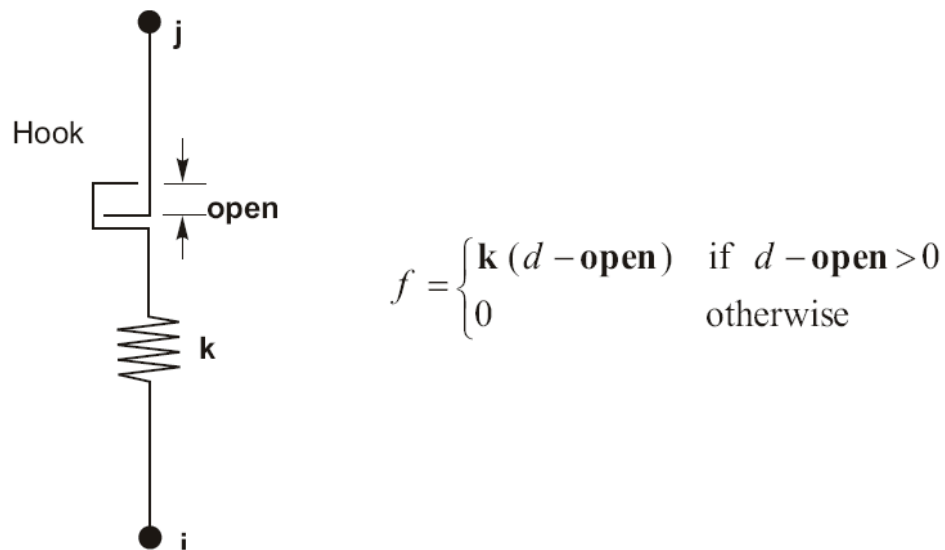 j
Hook
open
f = { k (d – open) if d – open > 0
0 otherwise
k
i